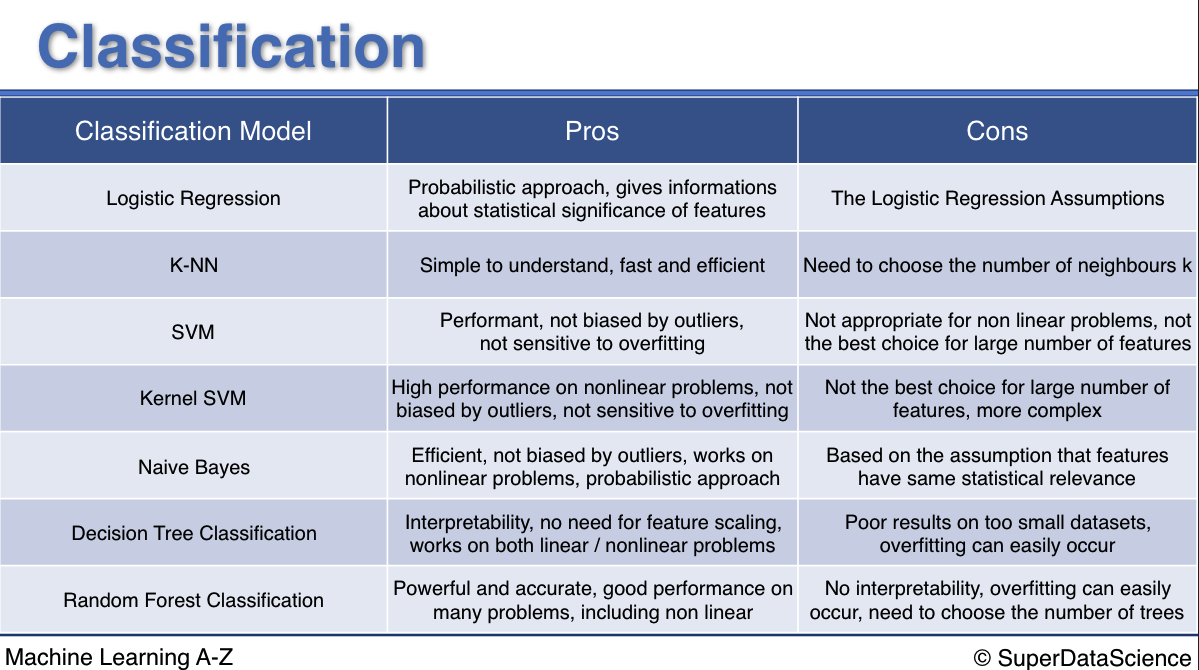 Classification
Classification Model
Pros
Cons
Logistic Regression
Probabilistic approach, gives informations
about statistical significance of features
The Logistic Regression Assumptions
K-NN
Simple to understand, fast and efficient
Need to choose the number of neighbours k
SVM
Performant, not biased by outliers,
not sensitive to overfitting
Not appropriate for non linear problems, not
the best choice for large number of features
Kernel SVM
High performance on nonlinear problems, not
biased by outliers, not sensitive to overfitting
Not the best choice for large number of
features, more complex
Naive Bayes
Efficient, not biased by outliers, works on
nonlinear problems, probabilistic approach
Based on the assumption that features
have same statistical relevance
Decision Tree Classification
Interpretability, no need for feature scaling,
works on both linear / nonlinear problems
Poor results on too small datasets,
overfitting can easily occur
Random Forest Classification
Powerful and accurate, good performance on
many problems, including non linear
No interpretability, overfitting can easily
occur, need to choose the number of trees
Machine Learning A-Z
© SuperDataScience